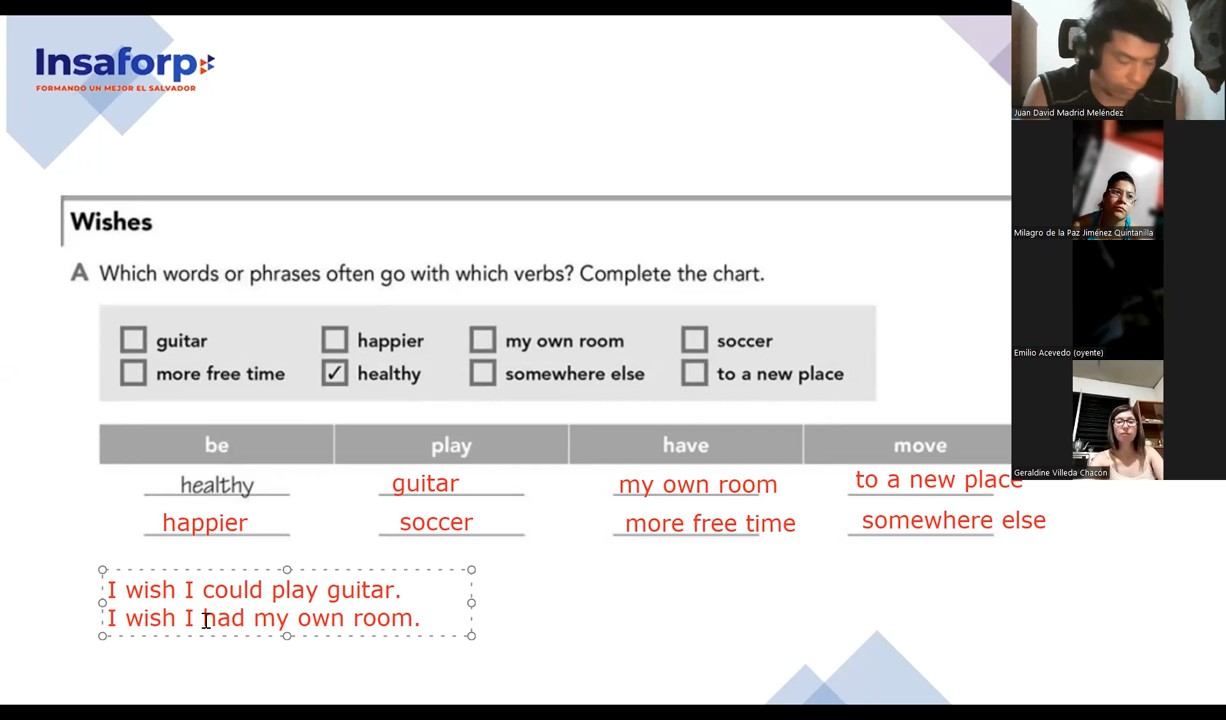 Insaforp
FORMANDO UN MEJOR EL SALVADOR
Wishes
A Which words or phrases often go with which verbs? Complete the chart.
guitar happier my own room soccer
more free time ✓ healthy somewhere else to a new place
be play have move
healthy guitar my own room to a new place
happier soccer more free time somewhere else
I wish I could play guitar.
I wish I had my own room.
Juan David Madrid Meléndez
Milagro de la Paz Jiménez Quintanilla
Emilio Acevedo (oyente)
Geraldine Villeda Chacón